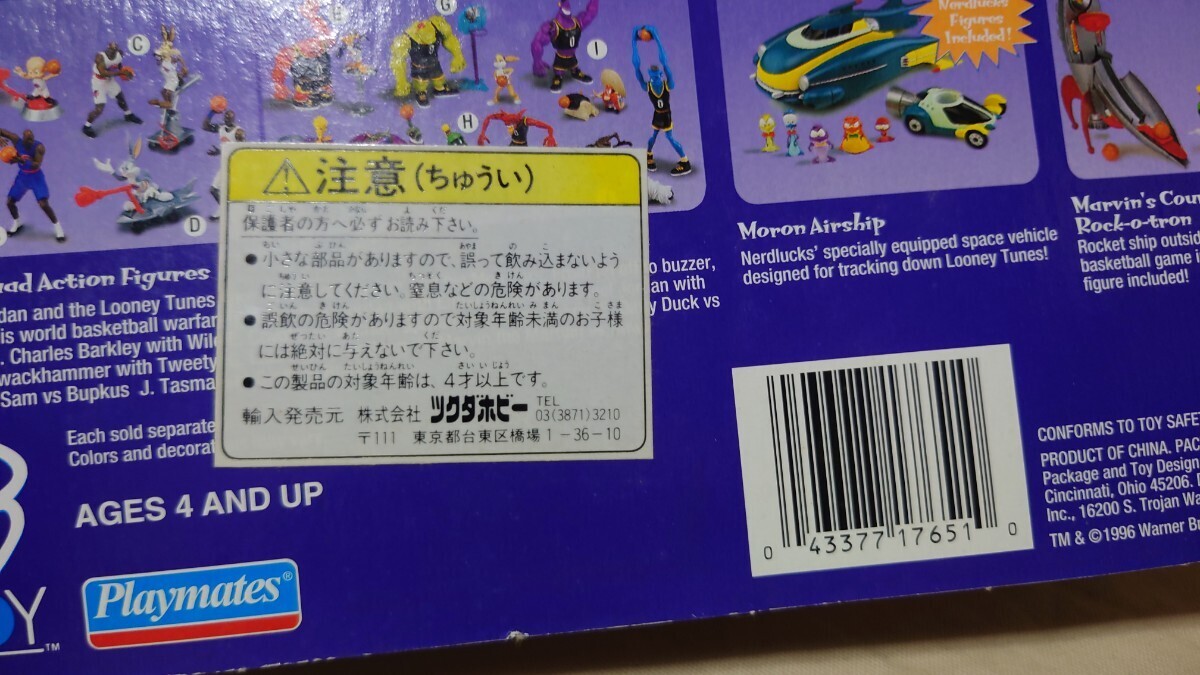 C
G
I
H
D
Nerdlucks
Figures
Included!
⚠注意(ちゅうい)
保護者の方へ必ずお読み下さい。
●小さな部品がありますので、誤って飲み込まないよう
に注意してください。窒息などの危険があります。
●誤飲の危険がありますので対象年齢未満のお子様
には絶対に与えないで下さい。
●この製品の対象年齢は、4才以上です。
輸入発売元 株式会社 ツクダホビー TEL 03(3871)3210
〒111 東京都台東区橋場1-36-10
Action Figures
and the Looney Tunes
is world basketball warfar
. Charles Barkley with Wil
wackhammer with Tweety
Sam vs Bupkus J. Tasma
o buzzer,
an with
y Duck vs
Each sold separate
Colors and decorat
AGES 4 AND UP
Playmates®
Moron Airship
Nerdlucks' specially equipped space vehicle
designed for tracking down Looney Tunes!
Marvin's Cou
Rock-o-tron
Rocket ship outsid
basketball game i
figure included!
0 43377 17651 0
CONFORMS TO TOY SAFE
PRODUCT OF CHINA. PAC
Package and Toy Design
Cincinnati, Ohio 45206.
Inc., 16200 S. Trojan Wa
TM & ©1996 Warner B
Y™